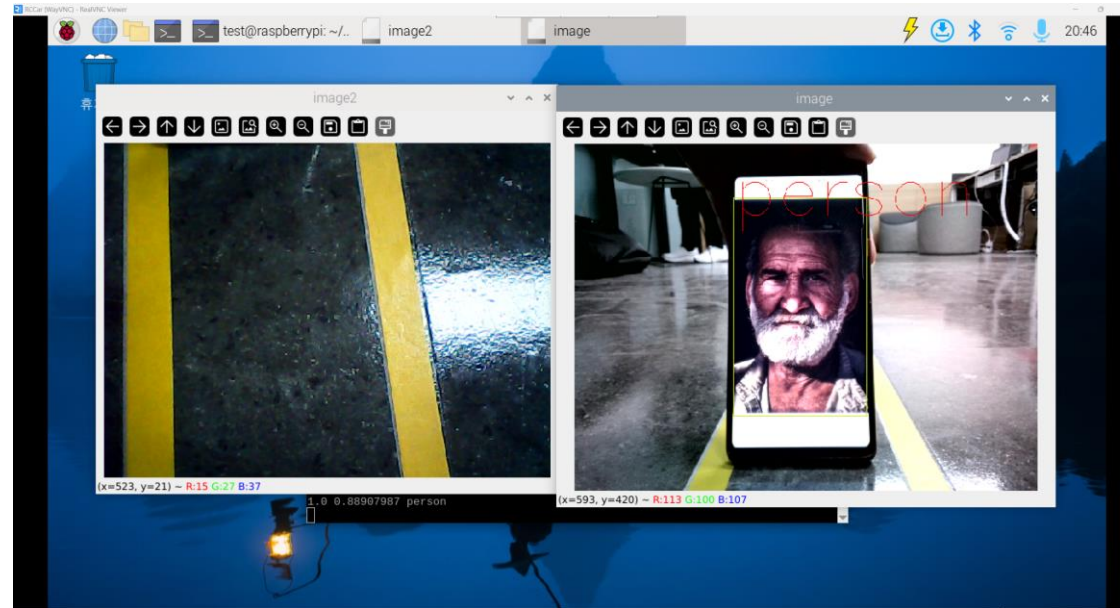 RCCar (WayVNC) - RealVNC Viewer
test@raspberrypi: ~/.. image2 image 20:46
휴
image2
image
person
(x=523, y=21) ~ R:15 G:27 B:37
(x=593, y=420) ~ R:113 G:100 B:107
1.0 0.88907987 person